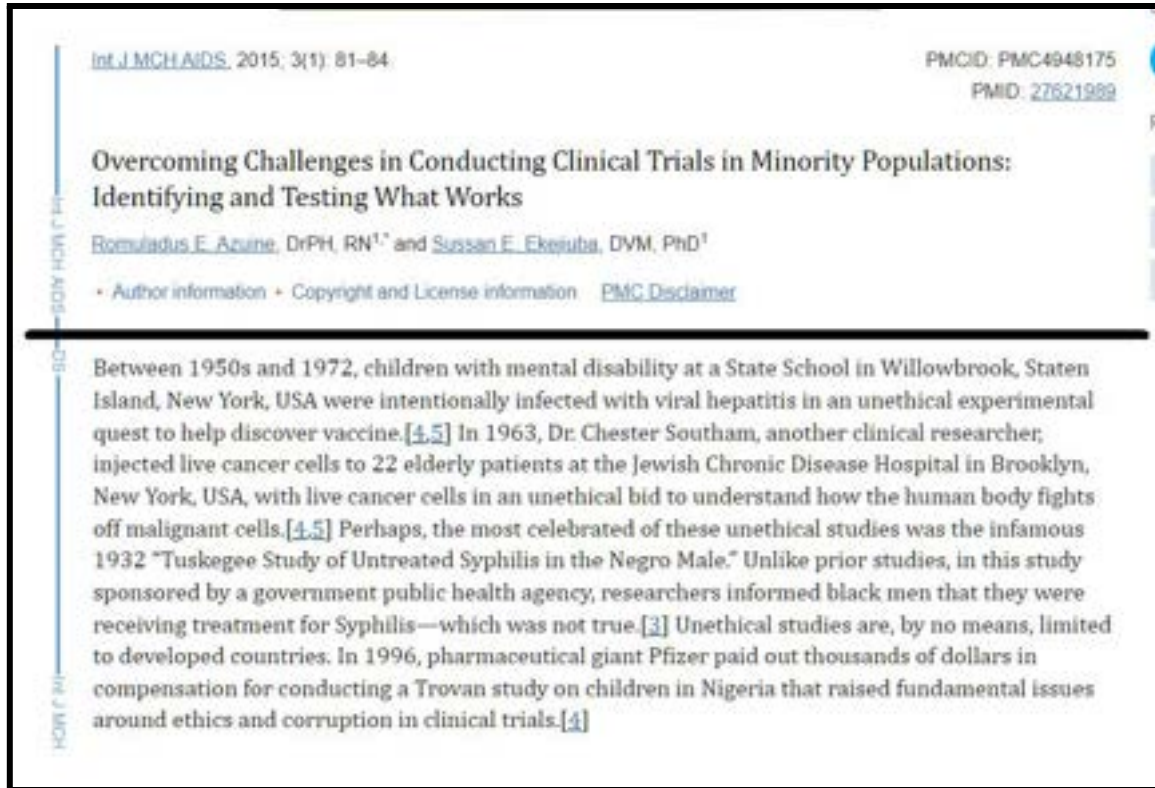 Int J MCH AIDS. 2015; 3(1): 81–84.
PMCID: PMC4948175
PMID: 27621989
Overcoming Challenges in Conducting Clinical Trials in Minority Populations:
Identifying and Testing What Works
Romuladus E. Azuine, DrPH, RN1,* and Sussan E. Ekejiuba, DVM, PhD1
• Author information • Copyright and License information PMC Disclaimer
Int J MCH AIDS
DS
Int J MCH
Between 1950s and 1972, children with mental disability at a State School in Willowbrook, Staten
Island, New York, USA were intentionally infected with viral hepatitis in an unethical experimental
quest to help discover vaccine.[4,5] In 1963, Dr. Chester Southam, another clinical researcher,
injected live cancer cells to 22 elderly patients at the Jewish Chronic Disease Hospital in Brooklyn,
New York, USA, with live cancer cells in an unethical bid to understand how the human body fights
off malignant cells.[4,5] Perhaps, the most celebrated of these unethical studies was the infamous
1932 “Tuskegee Study of Untreated Syphilis in the Negro Male.” Unlike prior studies, in this study
sponsored by a government public health agency, researchers informed black men that they were
receiving treatment for Syphilis—which was not true.[3] Unethical studies are, by no means, limited
to developed countries. In 1996, pharmaceutical giant Pfizer paid out thousands of dollars in
compensation for conducting a Trovan study on children in Nigeria that raised fundamental issues
around ethics and corruption in clinical trials.[4]